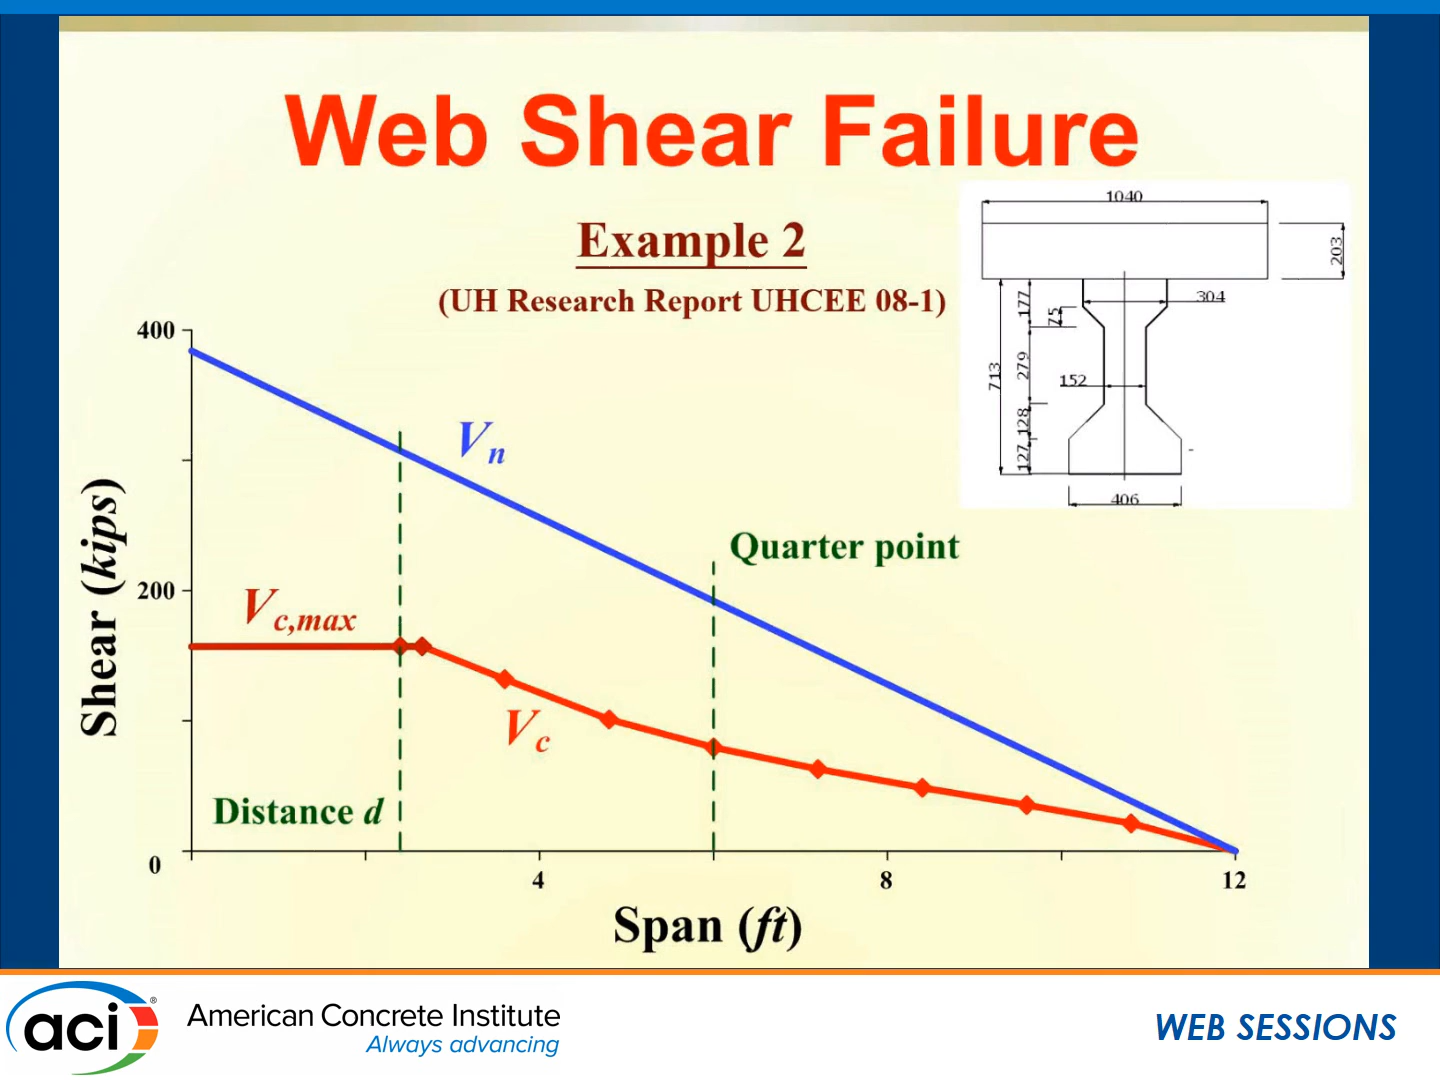 Web Shear Failure
Example 2
(UH Research Report UHCEE 08-1)
1040
203
177
304
75
713
279
152
128
127
406
400
200
0
Shear (kips)
Vn
Vc,max
Vc
Quarter point
Distance d
4
8
12
Span (ft)
aci®
American Concrete Institute
Always advancing
WEB SESSIONS